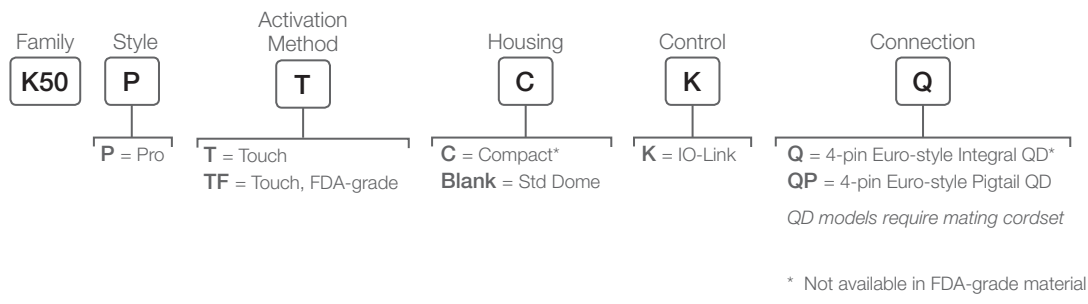 Family Style Activation Method Housing Control Connection
K50 P T C K Q
P = Pro
T = Touch
TF = Touch, FDA-grade
C = Compact*
Blank = Std Dome
K = IO-Link
Q = 4-pin Euro-style Integral QD*
QP = 4-pin Euro-style Pigtail QD
QD models require mating cordset
* Not available in FDA-grade material